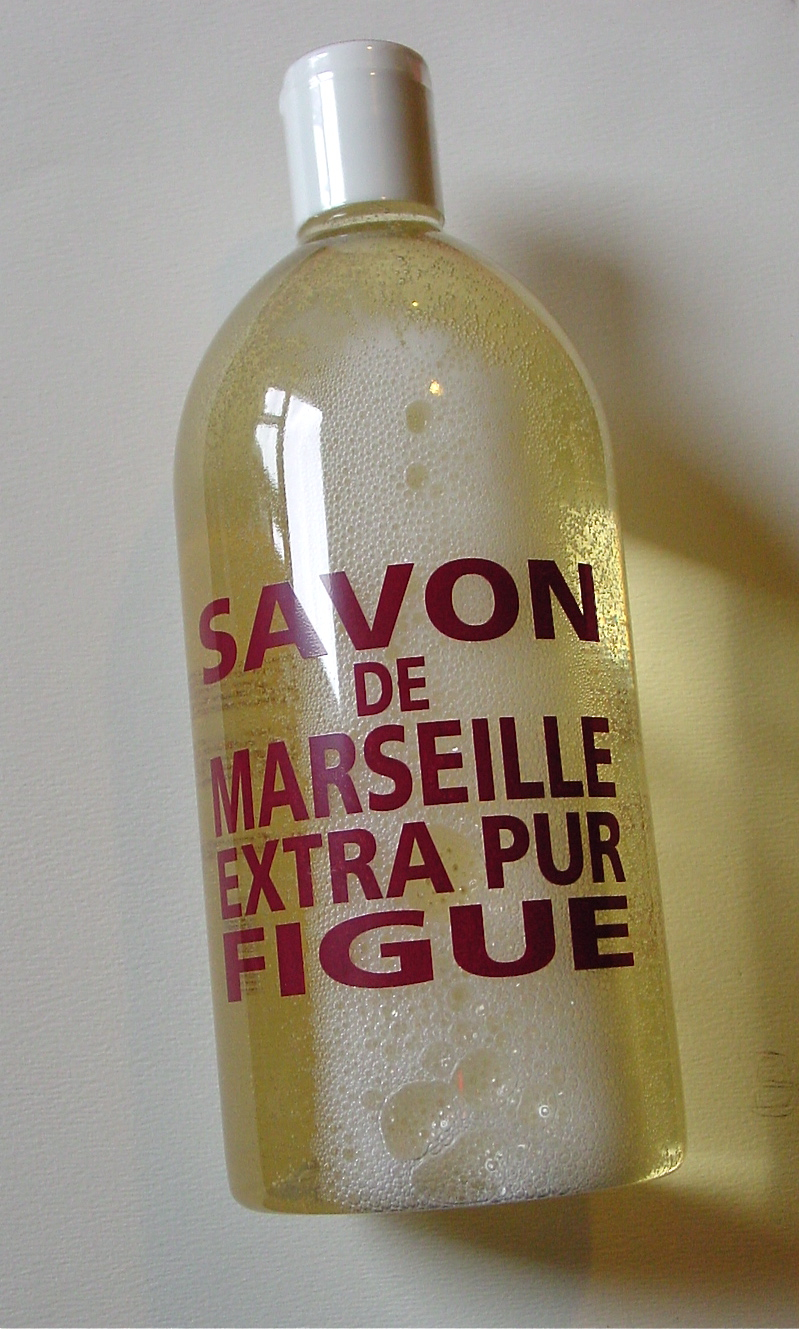 SAVON
DE
MARSEILLE
EXTRA PUR
FIGUE